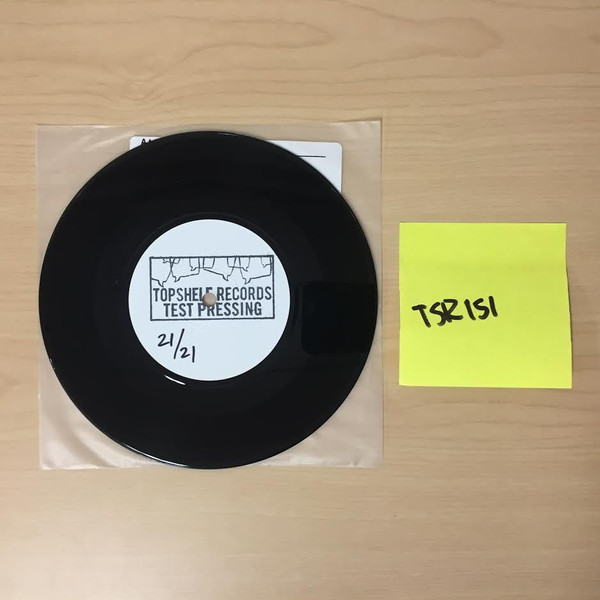 TOPSHELF RECORDS
TEST PRESSING
21/21
TSR151